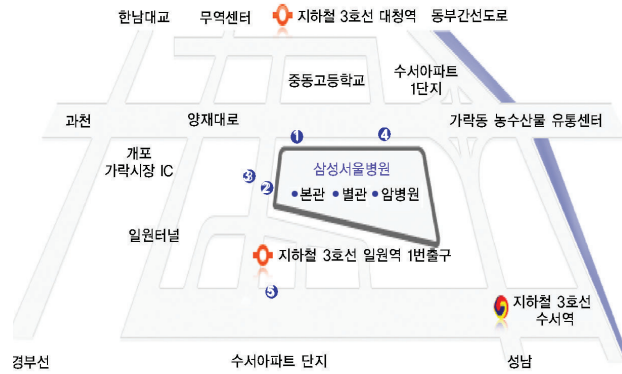 한남대교
무역센터
지하철 3호선 대청역
동부간선도로
중동고등학교
수서아파트
1단지
과천
양재대로
가락동 농수산물 유통센터
1
4
개포
가락시장 IC
삼성서울병원
3
2
•본관 •별관 •암병원
일원터널
지하철 3호선 일원역 1번출구
5
지하철 3호선
수서역
경부선
수서아파트 단지
성남